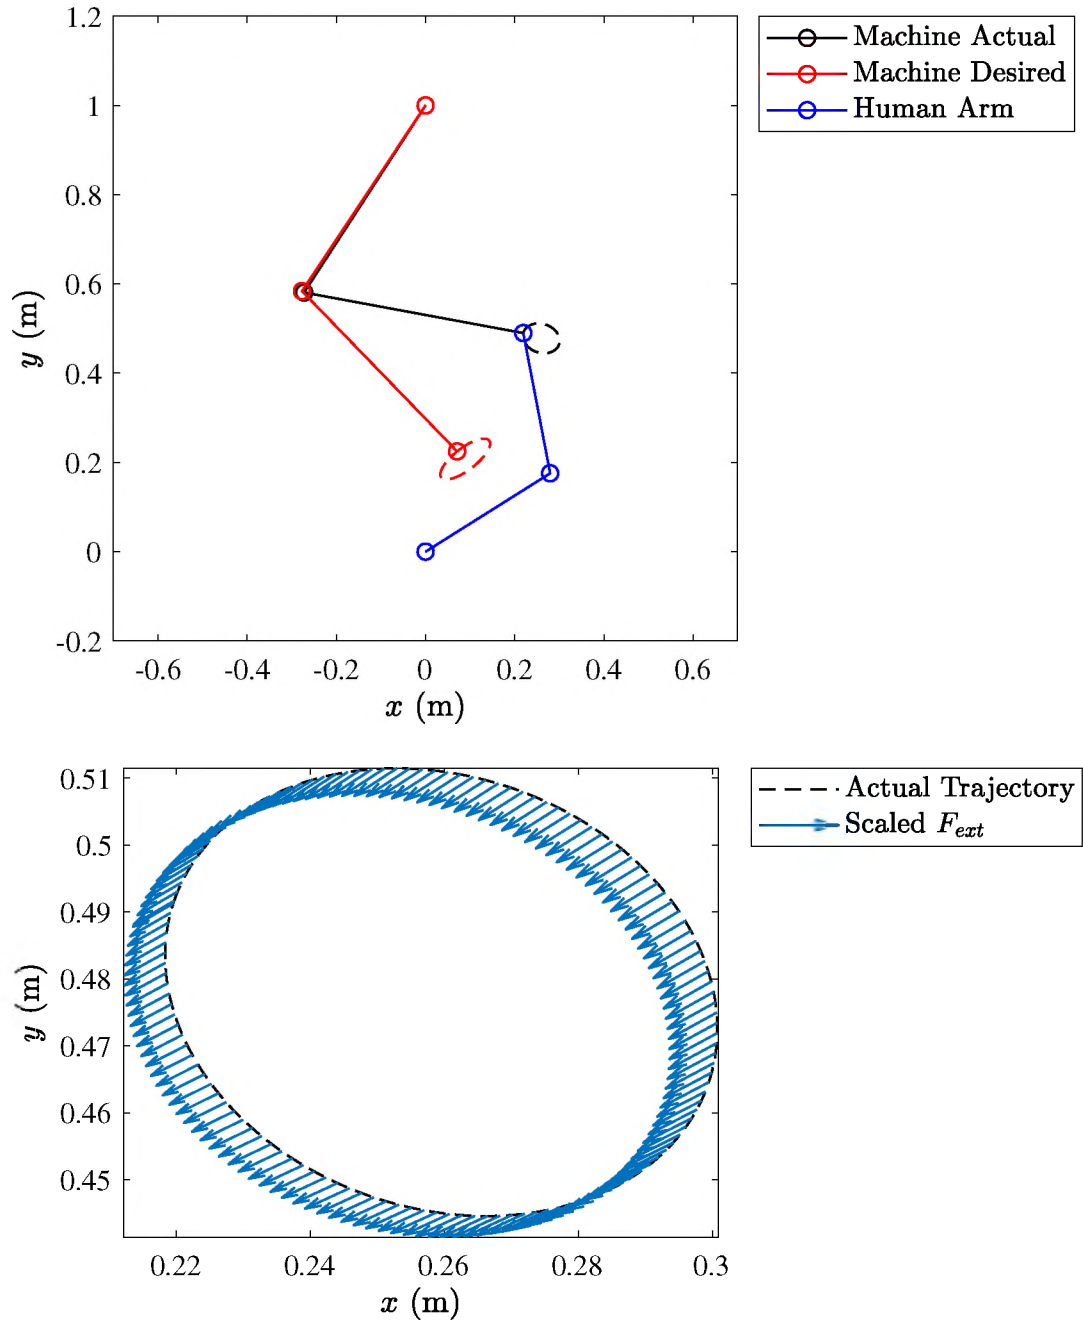 1.2
1
0.8
0.6
0.4
0.2
0
-0.2
y (m)
-0.6 -0.4 -0.2 0 0.2 0.4 0.6
x (m)
Machine Actual
Machine Desired
Human Arm
0.51
0.5
0.49
0.48
0.47
0.46
0.45
y (m)
0.22 0.24 0.26 0.28 0.3
x (m)
Actual Trajectory
Scaled F_ext